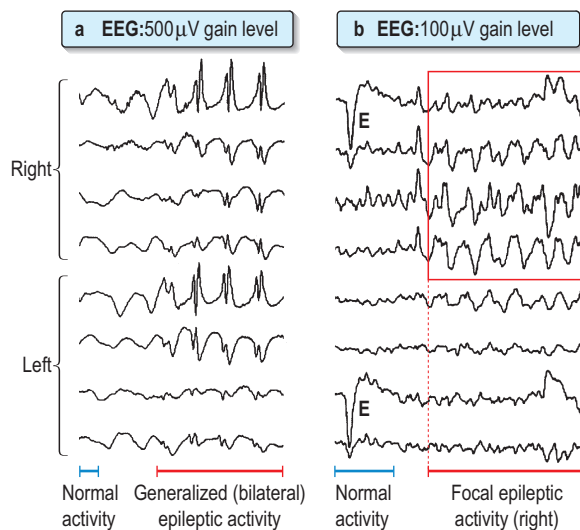 a EEG:500µV gain level
b EEG:100µV gain level
Right
Left
E
E
Normal
activity
Generalized (bilateral)
epileptic activity
Normal
activity
Focal epileptic
activity (right)